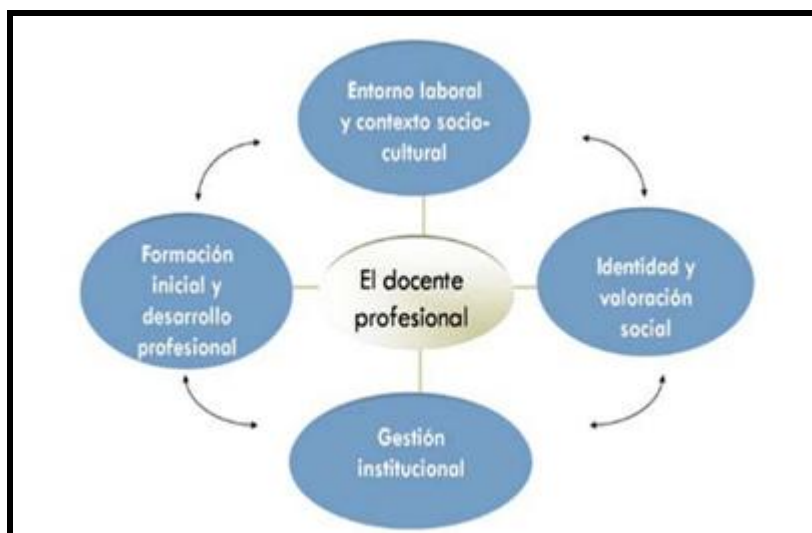 Entorno laboral
y contexto socio-
cultural
Formación
inicial y
desarrollo
profesional
El docente
profesional
Identidad y
valoración
social
Gestión
institucional